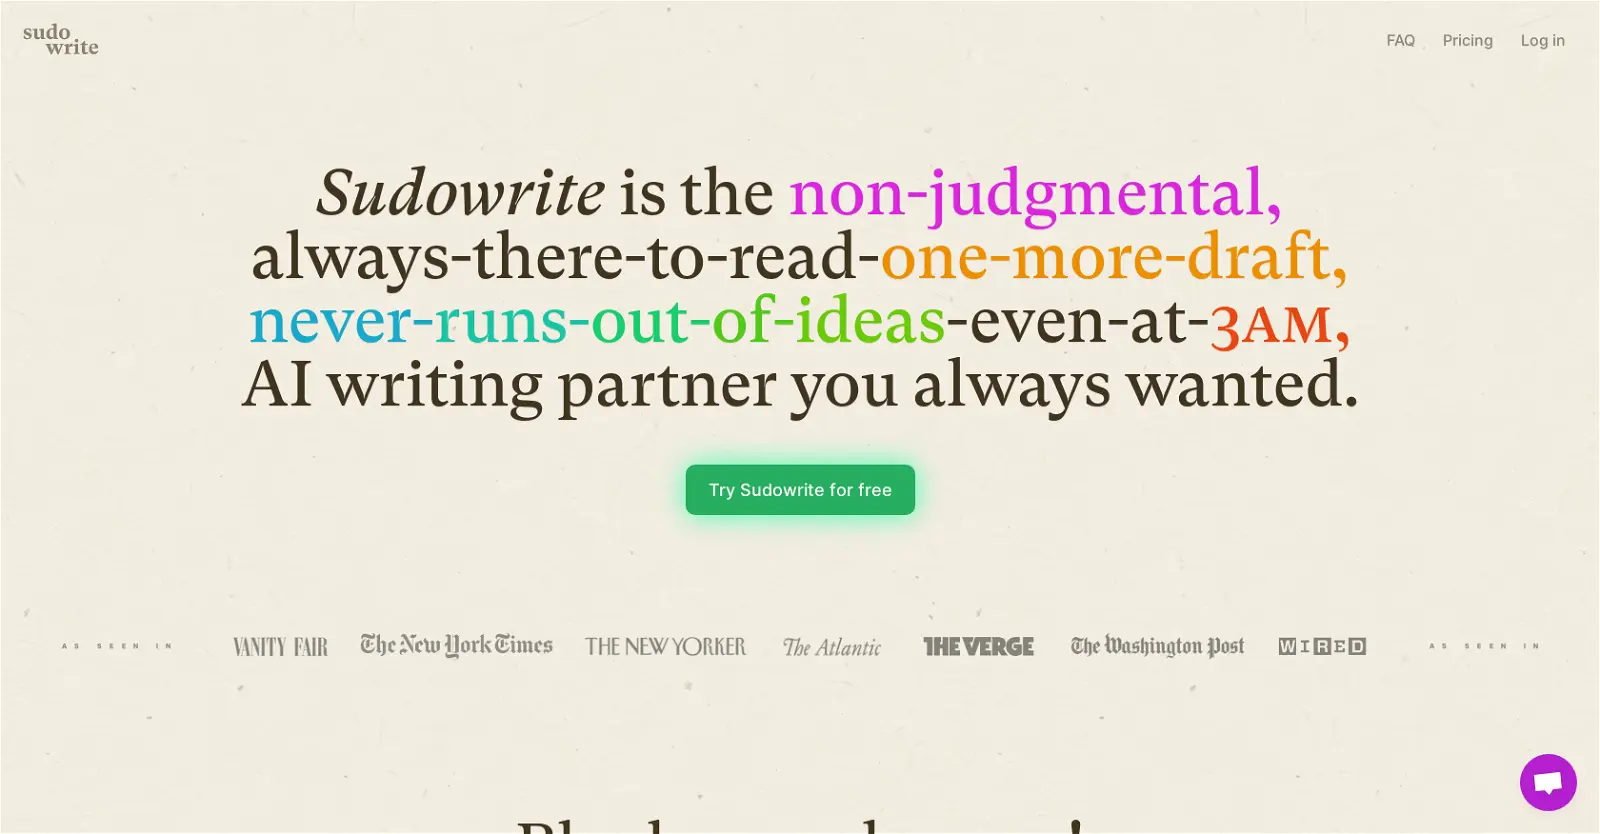 sudo
write
FAQ Pricing Log in
Sudowrite is the non-judgmental,
always-there-to-read-one-more-draft,
never-runs-out-of-ideas-even-at-3AM,
AI writing partner you always wanted.
Try Sudowrite for free
AS SEEN IN VANITY FAIR The New York Times THE NEW YORKER The Atlantic THE VERGE The Washington Post WIRED AS SEEN IN